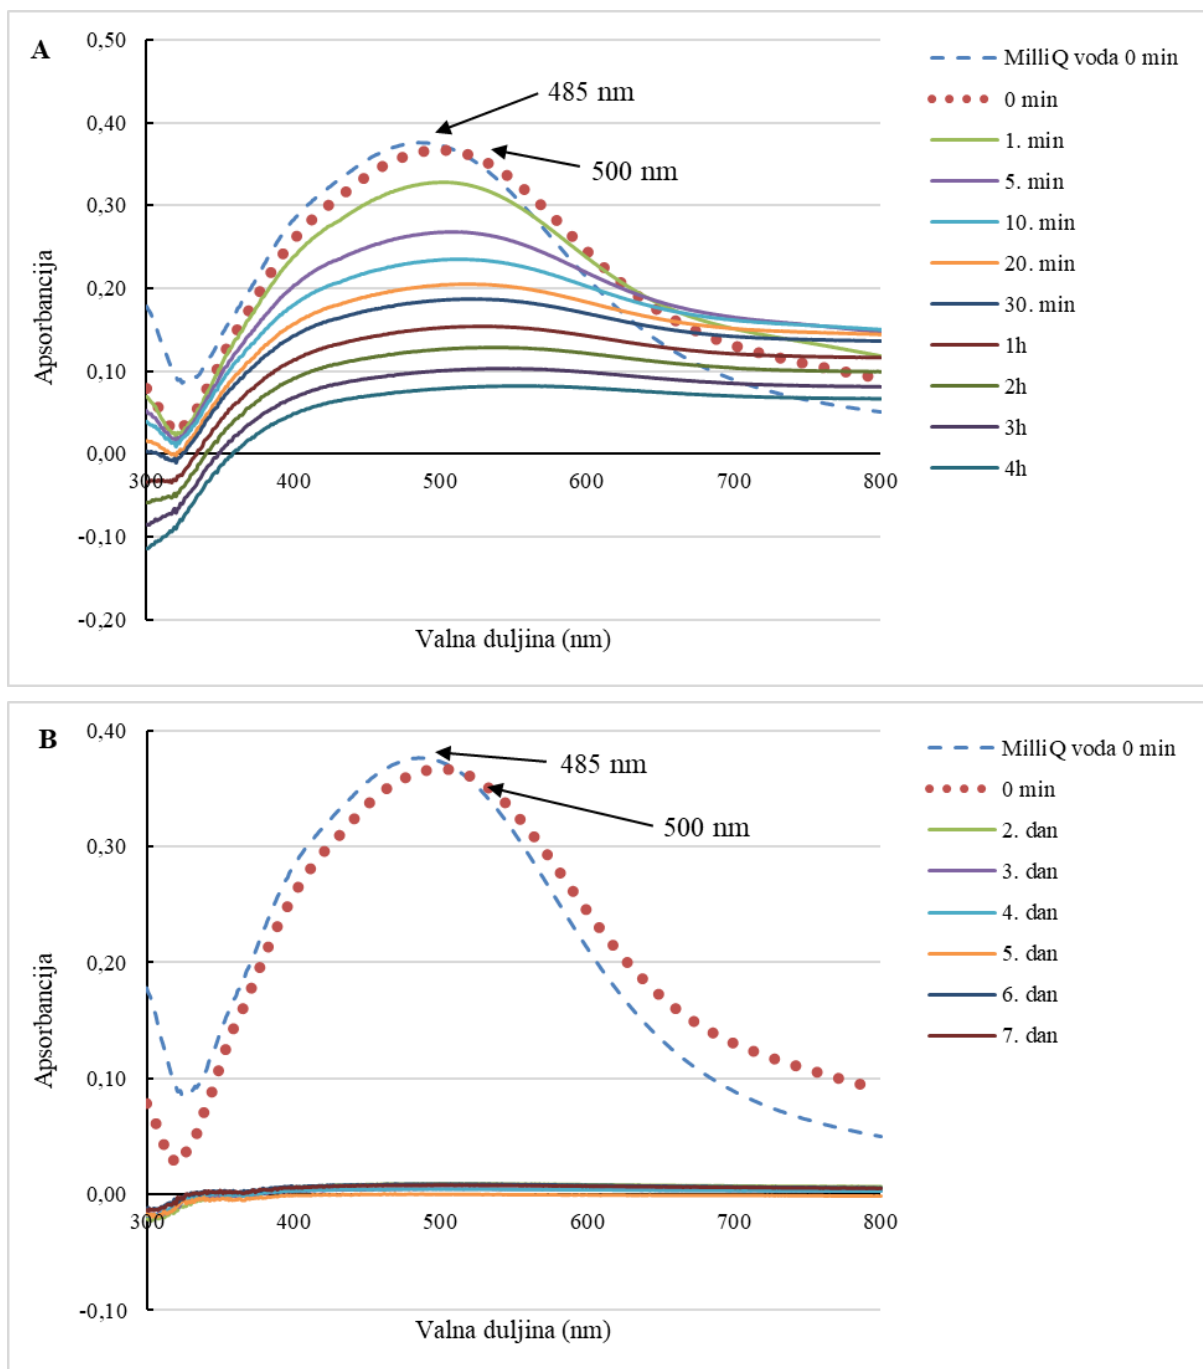 A
0,50
0,40
0,30
0,20
0,10
0,00
-0,10
-0,20
Apsorbancija
300
400
500
600
700
800
Valna duljina (nm)
485 nm
500 nm
MilliQ voda 0 min
0 min
1. min
5. min
10. min
20. min
30. min
1h
2h
3h
4h
B
0,40
0,30
0,20
0,10
0,00
-0,10
Apsorbancija
300
400
500
600
700
800
Valna duljina (nm)
485 nm
500 nm
MilliQ voda 0 min
0 min
2. dan
3. dan
4. dan
5. dan
6. dan
7. dan